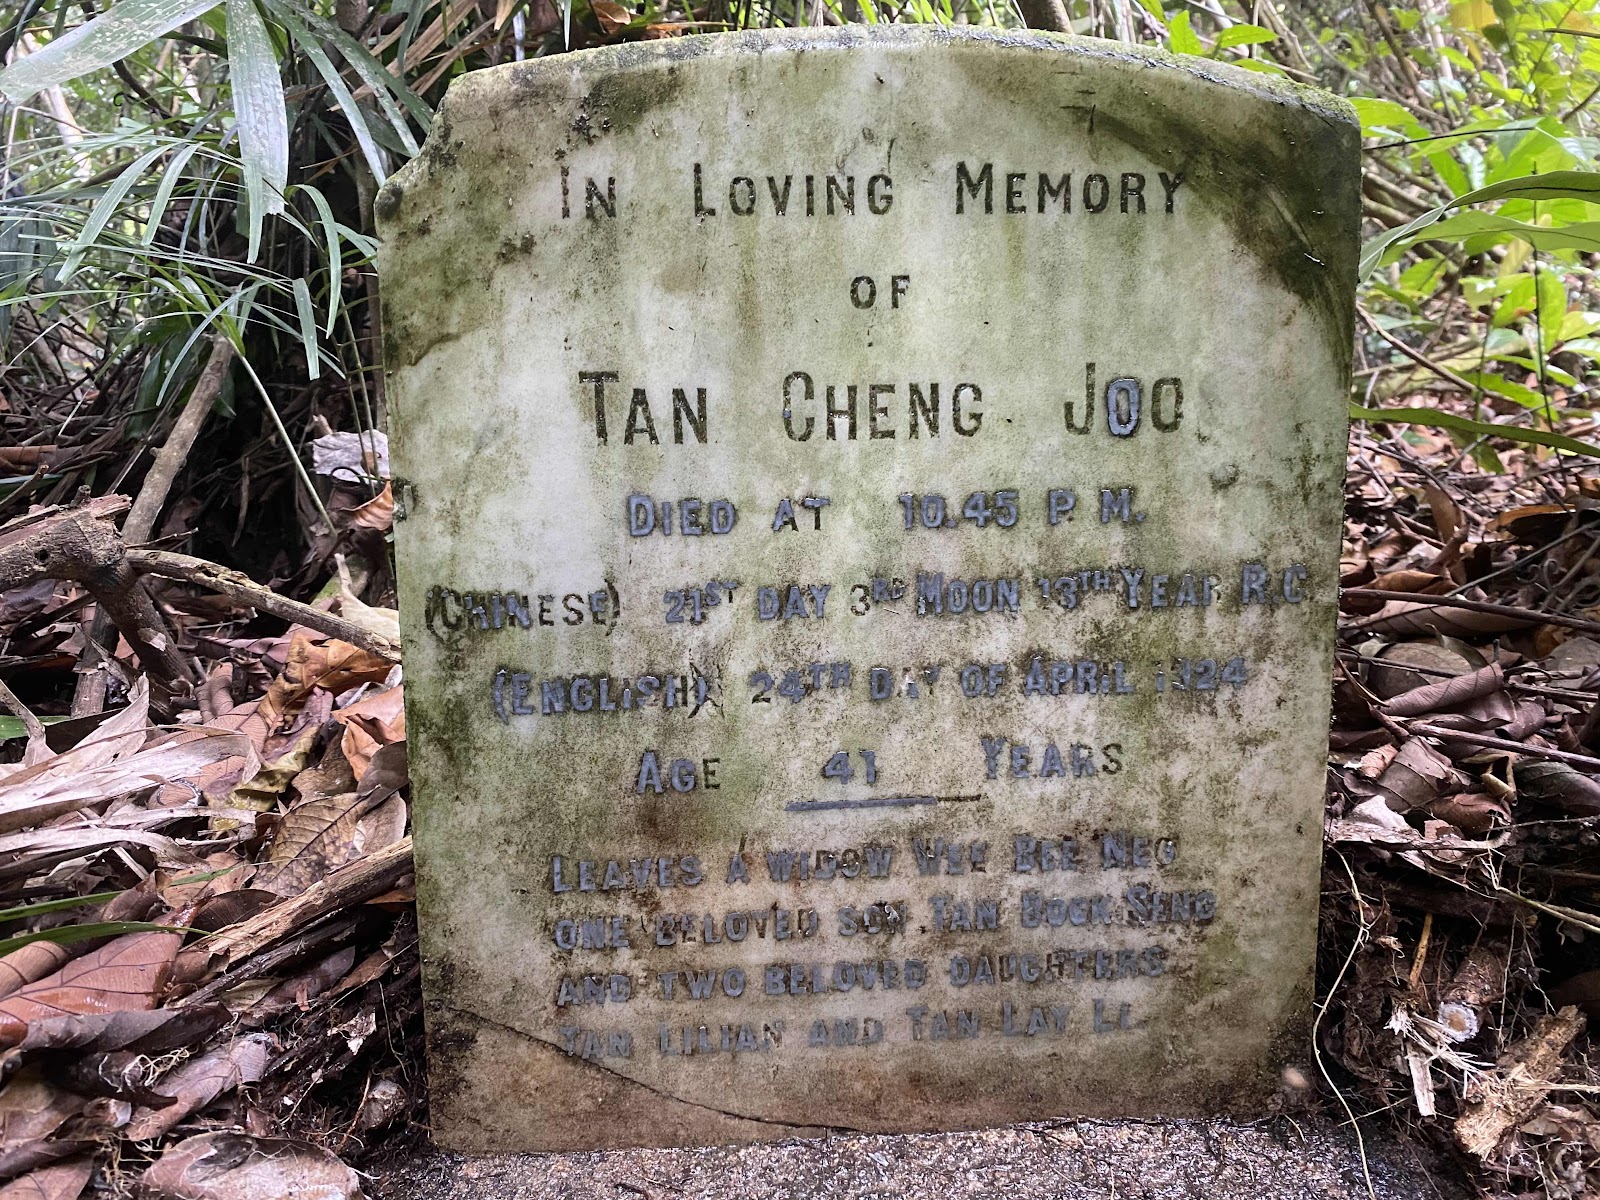 IN LOVING MEMORY
OF
TAN CHENG JOO
DIED AT 10.45 P. M.
(CHINESE) 21ST DAY 3RD MOON 13TH YEAR R.C
(ENGLISH) 24TH DAY OF APRIL 1924
AGE 41 YEARS
LEAVES A WIDOW WEE BEE NEO
ONE BELOVED SON TAN BOCK SENG
AND TWO BELOVED DAUGHTERS
TAN LILIAN AND TAN LAY LI.